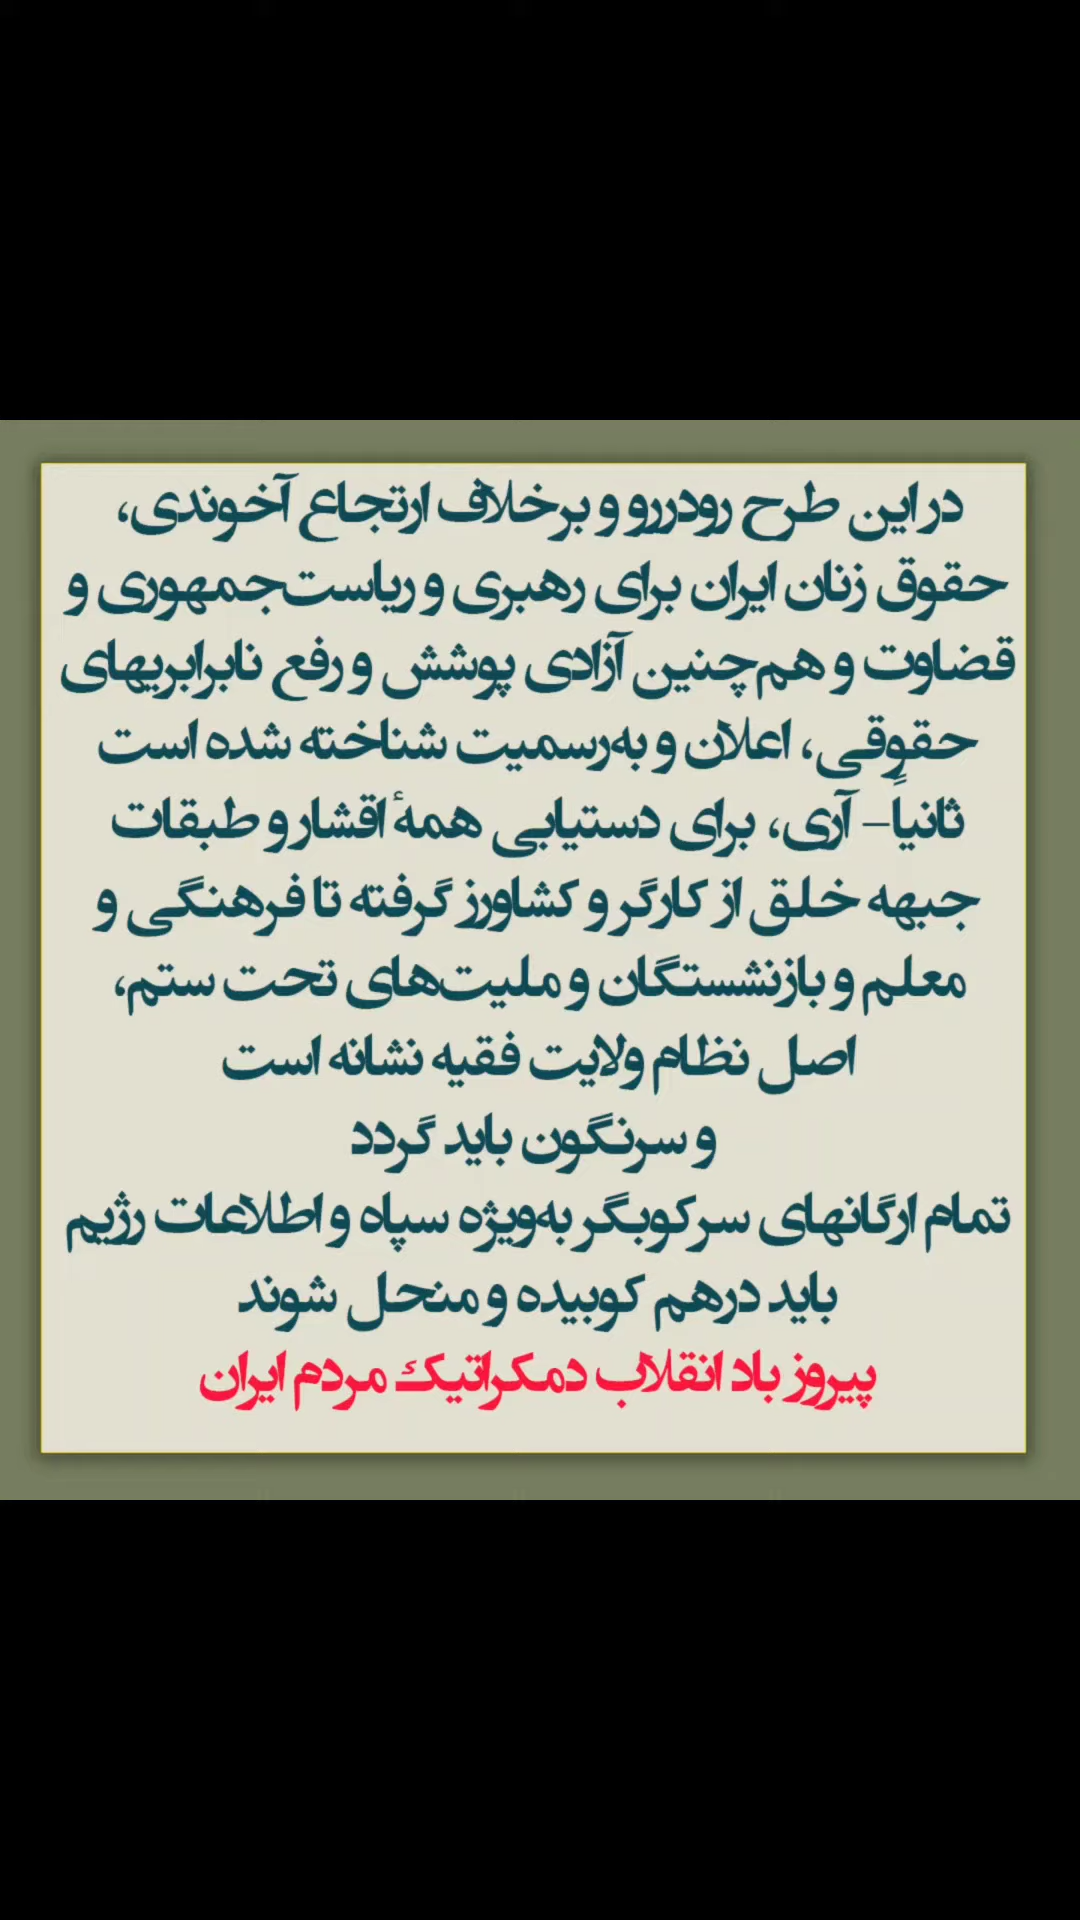 در این طرح رودررو و برخلاف ارتجاع آخوندی،
حقوق زنان ایران برای رهبری و ریاست‌جمهوری و
قضاوت و هم‌چنین آزادی پوشش و رفع نابرابریهای
حقوقی، اعلان و به‌رسمیت شناخته شده است
ثانیاً– آری، برای دستیابی همهٔ اقشار و طبقات
جبهه خلق از کارگر و کشاورز گرفته تا فرهنگی و
معلم و بازنشستگان و ملیت‌های تحت ستم،
اصل نظام ولایت فقیه نشانه است
و سرنگون باید گردد
تمام ارگانهای سرکوبگر به‌ویژه سپاه و اطلاعات رژیم
باید درهم کوبیده و منحل شوند
پیروز باد انقلاب دمکراتیک مردم ایران